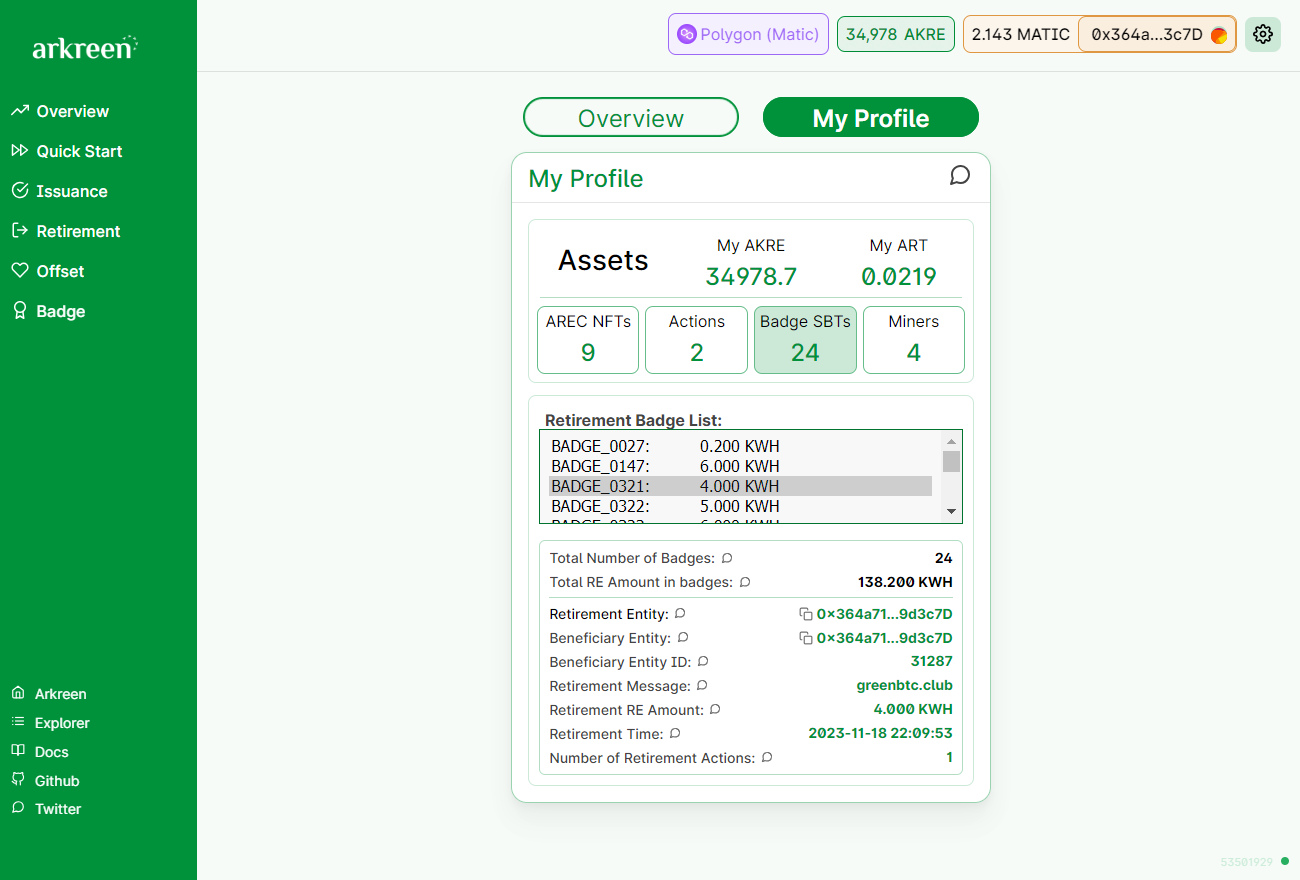 arkreen
Overview
Quick Start
Issuance
Retirement
Offset
Badge
Arkreen
Explorer
Docs
Github
Twitter
Polygon (Matic)
34,978 AKRE
2.143 MATIC
0x364a...3c7D
Overview
My Profile
My Profile
Assets
My AKRE
34978.7
My ART
0.0219
AREC NFTs
9
Actions
2
Badge SBTs
24
Miners
4
Retirement Badge List:
BADGE_0027: 0.200 KWH
BADGE_0147: 6.000 KWH
BADGE_0321: 4.000 KWH
BADGE_0322: 5.000 KWH
Total Number of Badges: 24
Total RE Amount in badges: 138.200 KWH
Retirement Entity: 0×364a71...9d3c7D
Beneficiary Entity: 0×364a71...9d3c7D
Beneficiary Entity ID: 31287
Retirement Message: greenbtc.club
Retirement RE Amount: 4.000 KWH
Retirement Time: 2023-11-18 22:09:53
Number of Retirement Actions: 1
53501929